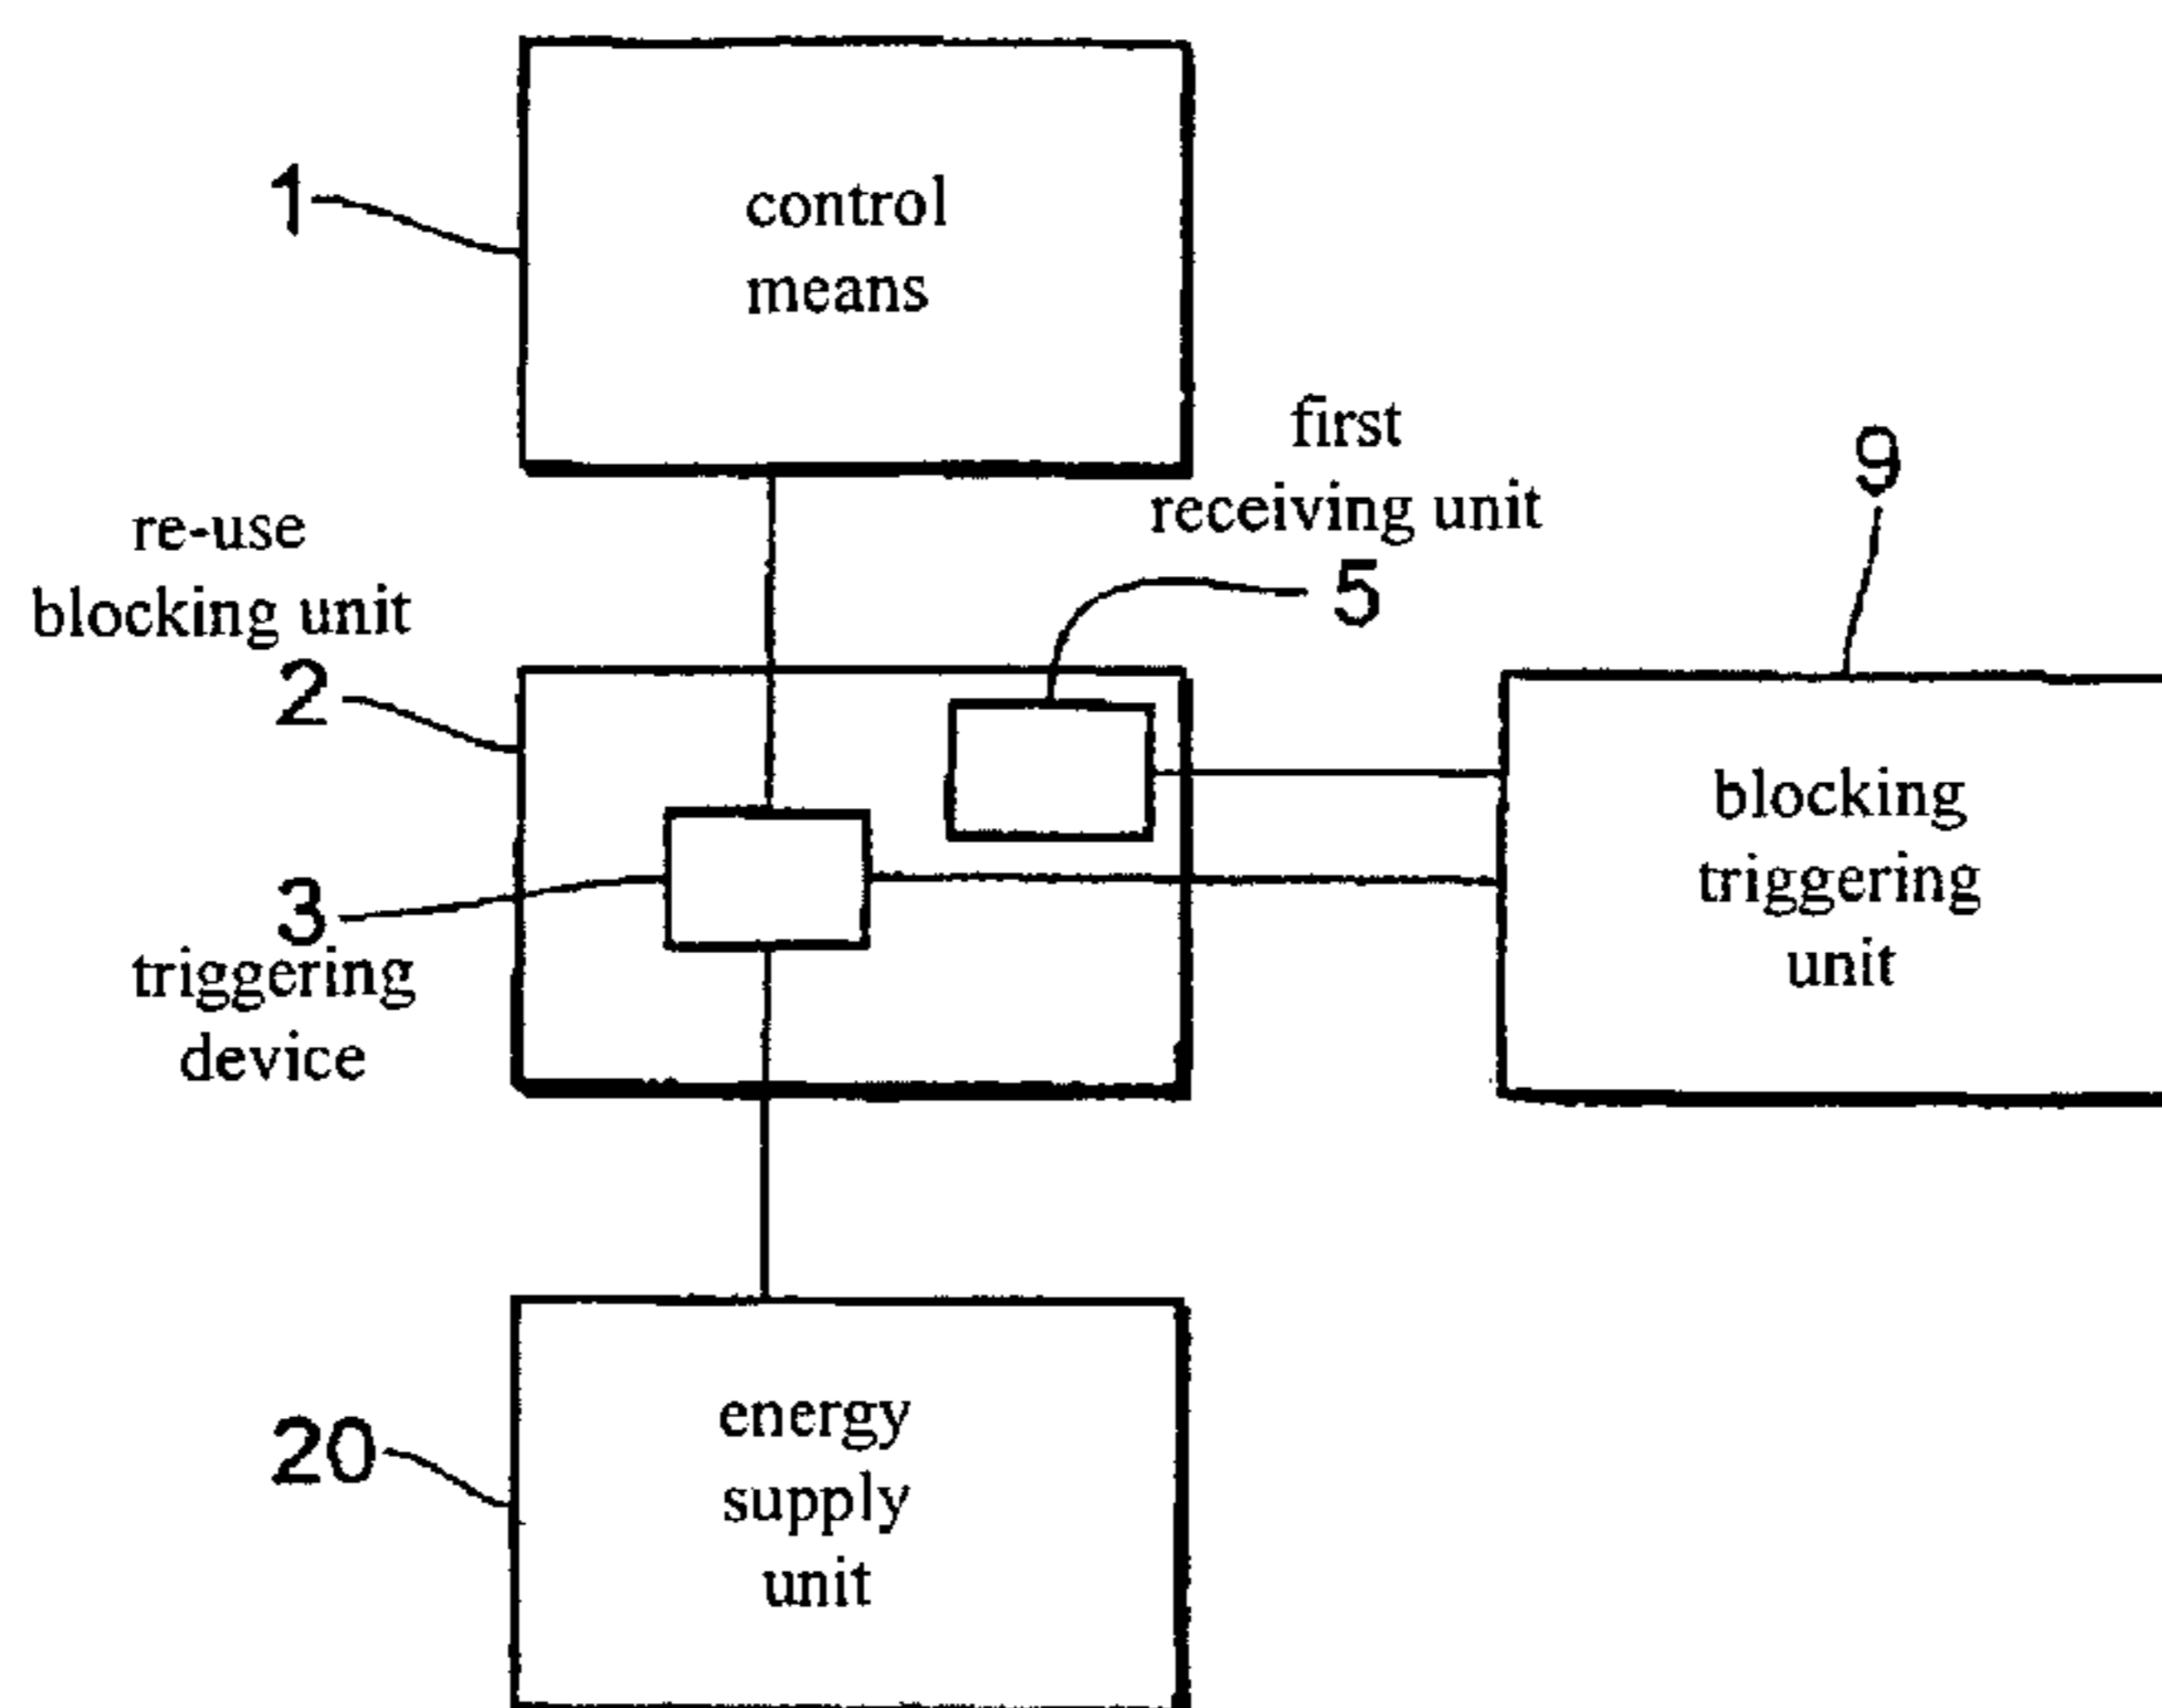 1
control
means
first
receiving unit
5
9
re-use
blocking unit
2
blocking
triggering
unit
3
triggering
device
20
energy
supply
unit